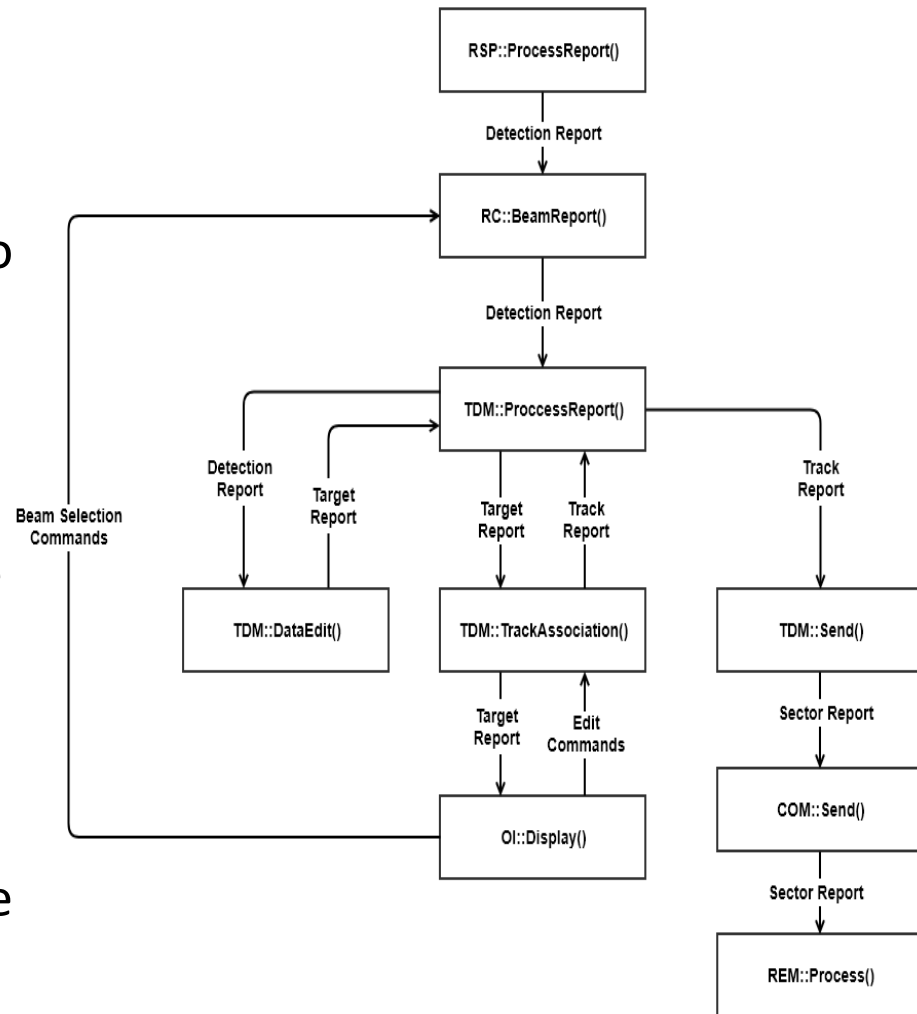 RSP::ProcessReport()
Detection Report
RC::BeamReport()
Detection Report
TDM::ProccessReport()
Detection
Report
Target
Report
Target
Report
Track
Report
Track
Report
Beam Selection
Commands
TDM::DataEdit()
TDM::TrackAssociation()
TDM::Send()
Target
Report
Edit
Commands
Sector Report
OI::Display()
COM::Send()
Sector Report
REM::Process()